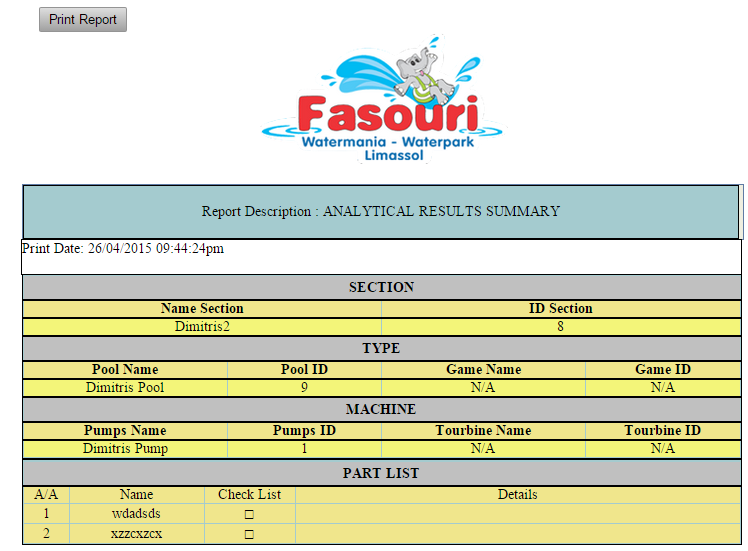 Print Report
Fasouri
Watermania - Waterpark
Limassol
Report Description : ANALYTICAL RESULTS SUMMARY
Print Date: 26/04/2015 09:44:24pm
SECTION
Name Section ID Section
Dimitris2 8
TYPE
Pool Name Pool ID Game Name Game ID
Dimitris Pool 9 N/A N/A
MACHINE
Pumps Name Pumps ID Tourbine Name Tourbine ID
Dimitris Pump 1 N/A N/A
PART LIST
A/A Name Check List Details
1 wdadsds
2 xzzcxzcx